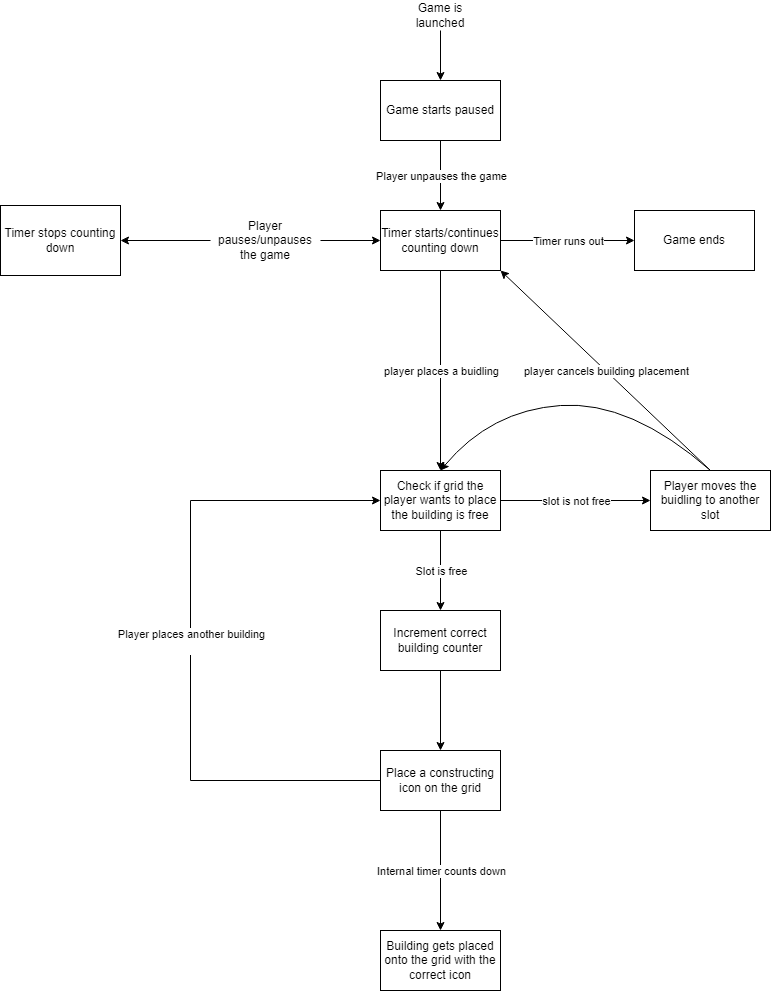 Game is
launched
Game starts paused
Player unpauses the game
Timer stops counting
down
Player
pauses/unpauses
the game
Timer starts/continues
counting down
Timer runs out
Game ends
player places a buidling
player cancels building placement
Check if grid the
player wants to place
the building is free
slot is not free
Player moves the
buidling to another
slot
Slot is free
Increment correct
building counter
Player places another building
Place a constructing
icon on the grid
Internal timer counts down
Building gets placed
onto the grid with the
correct icon